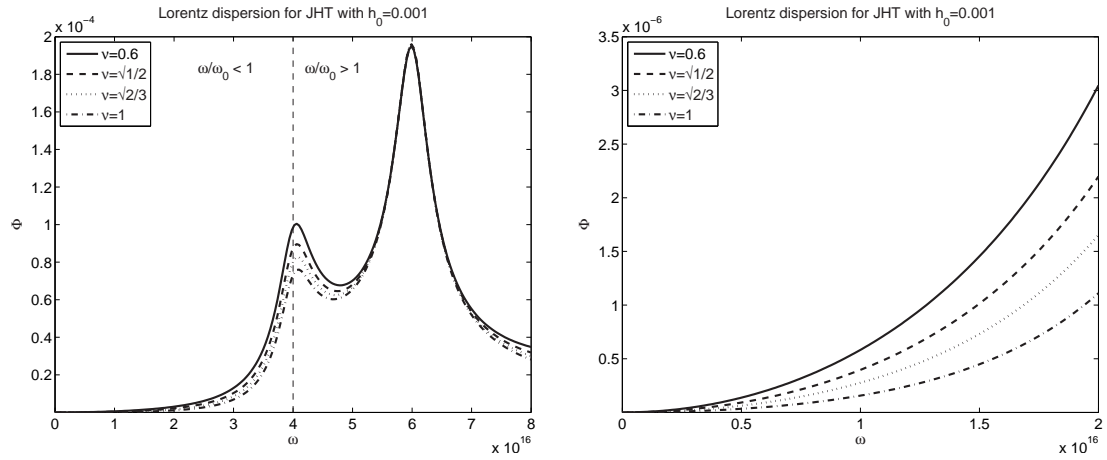 Lorentz dispersion for JHT with h₀=0.001
x 10⁻⁴
2
1.8
1.6
1.4
1.2
1
0.8
0.6
0.4
0.2
Φ
ν=0.6
ν=√1/2
ν=√2/3
ν=1
ω/ω₀ < 1
ω/ω₀ > 1
0 1 2 3 4 5 6 7 8
ω
x 10¹⁶
Lorentz dispersion for JHT with h₀=0.001
x 10⁻⁶
3.5
3
2.5
2
1.5
1
0.5
Φ
ν=0.6
ν=√1/2
ν=√2/3
ν=1
0 0.5 1 1.5 2
ω
x 10¹⁶